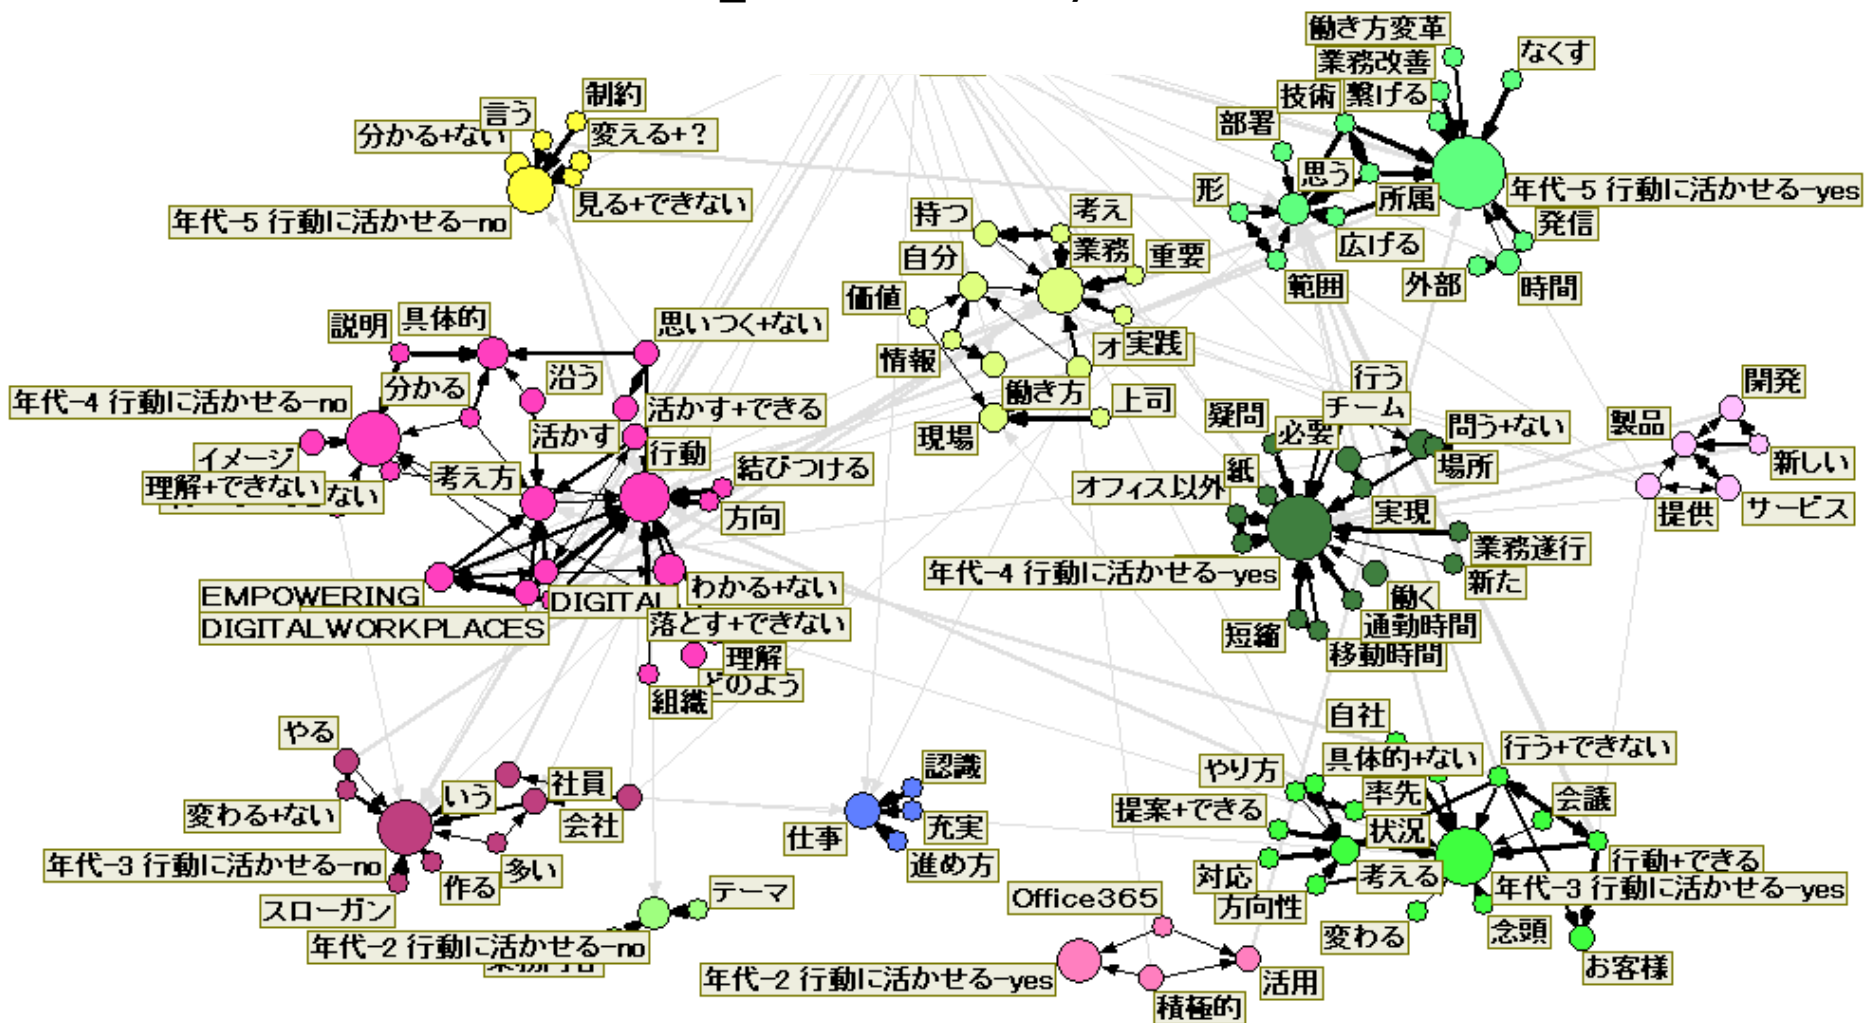 働き方変革
業務改善
なくす
技術
繋げる
部署
思う
形
所属
年代-5 行動に活かせる-yes
発信
広げる
範囲
外部
時間
制約
言う
分かる+ない
変える+?
見る+できない
年代-5 行動に活かせる-no
持つ
考え
業務
重要
自分
価値
情報
オ
実践
働き方
上司
現場
説明
具体的
思いつく+ない
沿う
分かる
年代-4 行動に活かせる-no
活かす+できる
活かす
行動
イメージ
考え方
結びつける
理解+できない
ない
方向
EMPOWERING
DIGITAL
わかる+ない
DIGITALWORKPLACES
落とす+できない
理解
どのよう
組織
行う
チーム
疑問
必要
問う+ない
場所
紙
オフィス以外
実現
業務遂行
年代-4 行動に活かせる-yes
新た
働く
通勤時間
短縮
移動時間
開発
製品
新しい
サービス
提供
やる
いう
社員
変わる+ない
会社
年代-3 行動に活かせる-no
多い
作る
スローガン
認識
仕事
充実
進め方
テーマ
年代-2 行動に活かせる-no
Office365
年代-2 行動に活かせる-yes
活用
積極的
自社
行う+できない
具体的+ない
やり方
率先
会議
提案+できる
状況
行動+できる
対応
考える
年代-3 行動に活かせる-yes
方向性
変わる
念頭
お客様